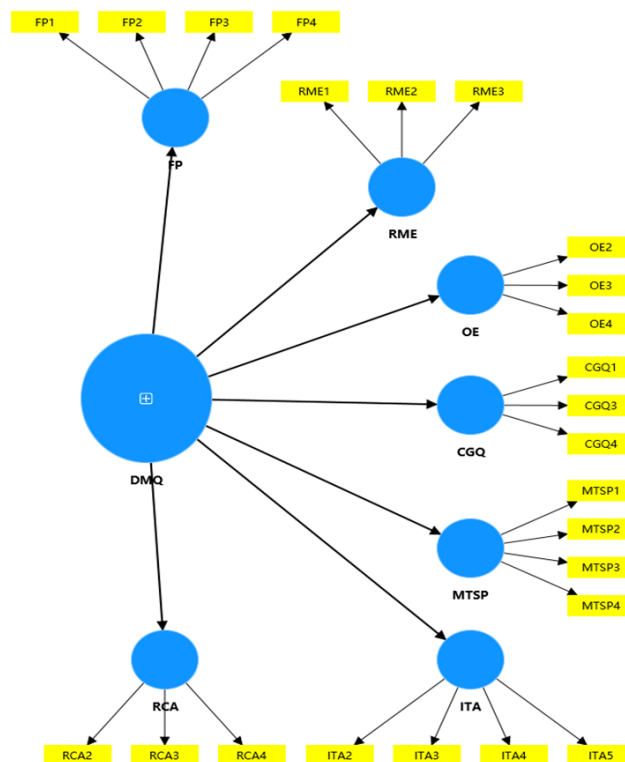 FP1
FP2
FP3
FP4
FP
RME1
RME2
RME3
RME
OE2
OE3
OE4
OE
CGQ1
CGQ3
CGQ4
CGQ
DMQ
MTSP1
MTSP2
MTSP3
MTSP4
MTSP
RCA
ITA
RCA2
RCA3
RCA4
ITA2
ITA3
ITA4
ITA5